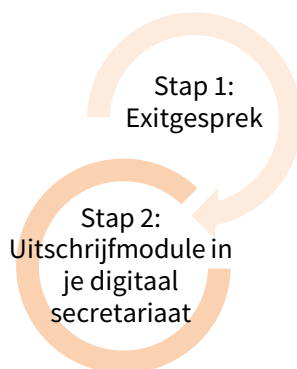 Stap 1:
Exitgesprek
Stap 2:
Uitschrijfmodule in
je digitaal
secretariaat